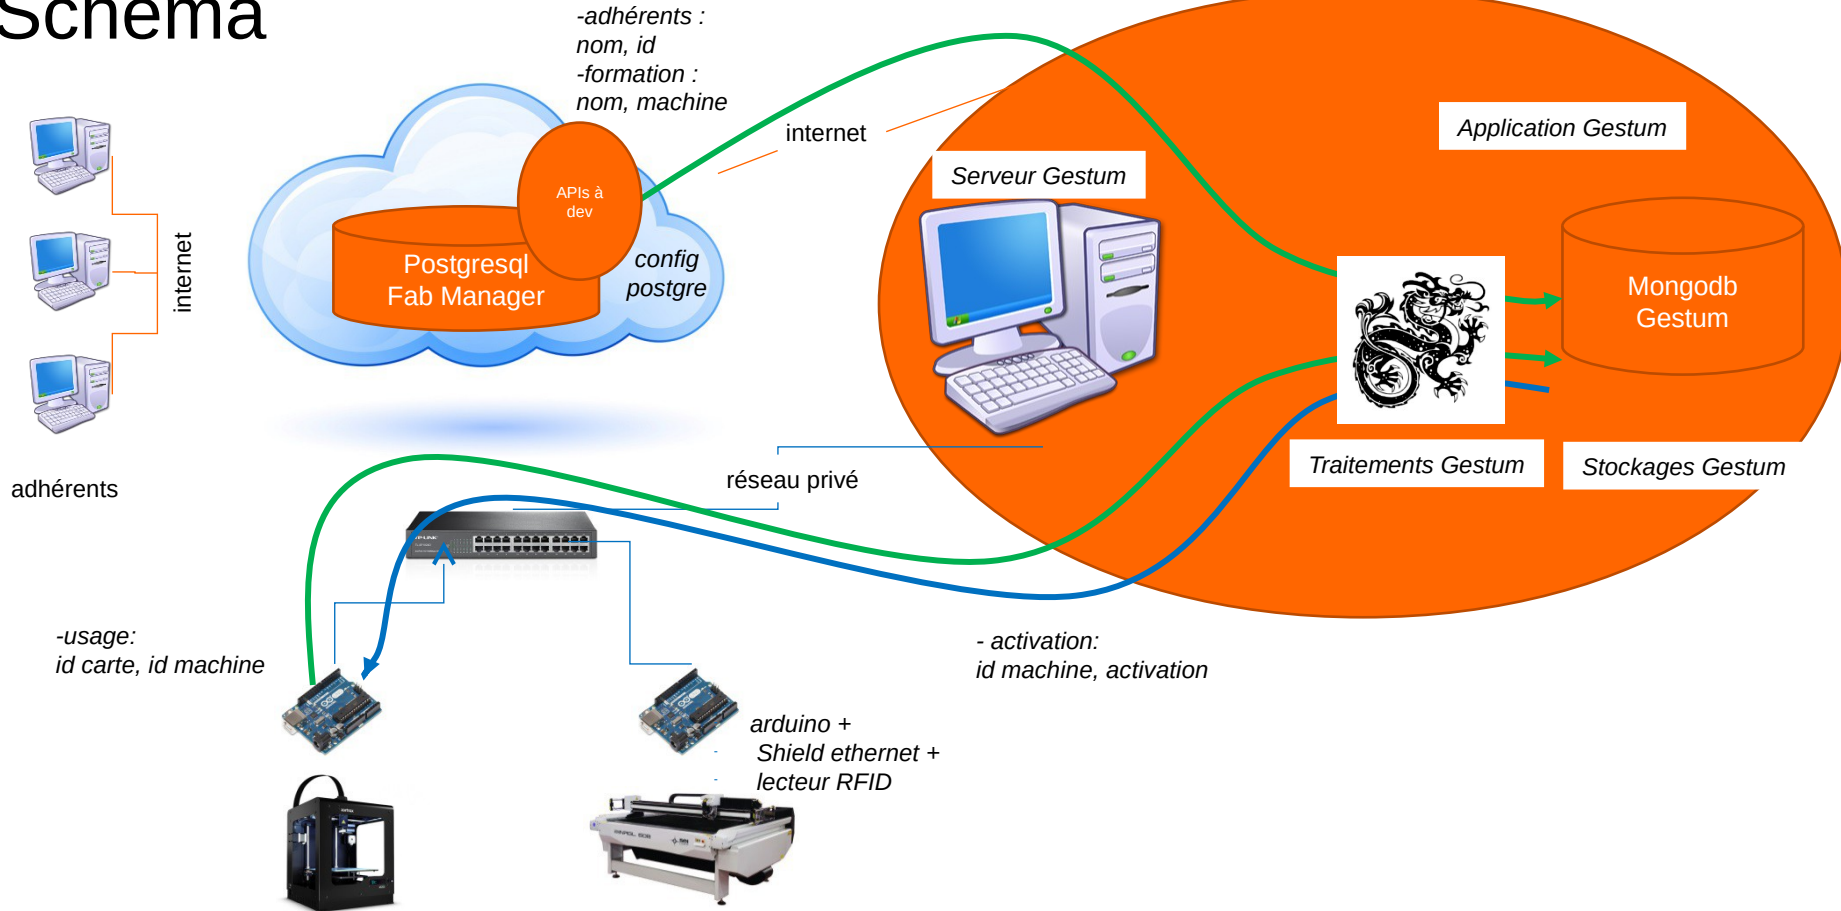 Schéma
-adhérents :
nom, id
-formation :
nom, machine
internet
Application Gestum
Serveur Gestum
APIs à
dev
Postgresql
Fab Manager
config
postgre
internet
Mongodb
Gestum
Traitements Gestum
Stockages Gestum
adhérents
réseau privé
TP-LINK
-usage:
id carte, id machine
- activation:
id machine, activation
arduino +
- Shield ethernet +
- lecteur RFID